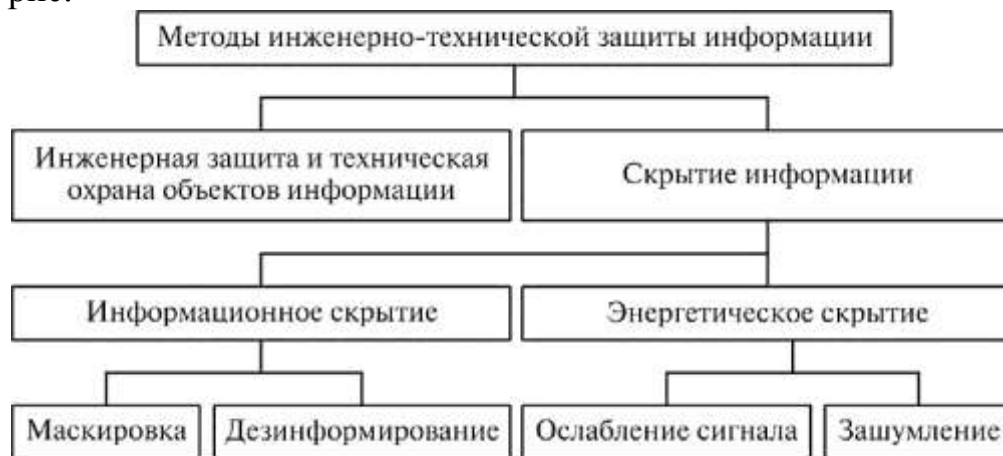 рис.
Методы инженерно-технической защиты информации
Инженерная защита и техническая
охрана объектов информации
Скрытие информации
Информационное скрытие
Энергетическое скрытие
Маскировка
Дезинформирование
Ослабление сигнала
Зашумление